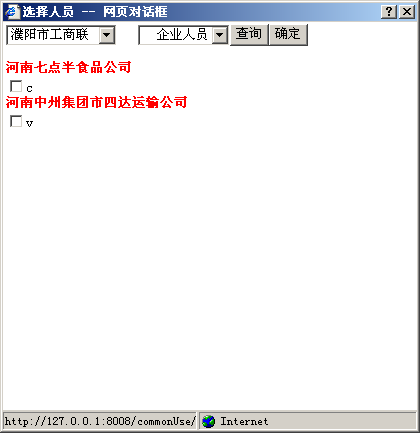 选择人员 -- 网页对话框
濮阳市工商联 企业人员 查询 确定
河南七点半食品公司
c
河南中州集团市四达运输公司
v
http://127.0.0.1:8008/commonUse/ Internet